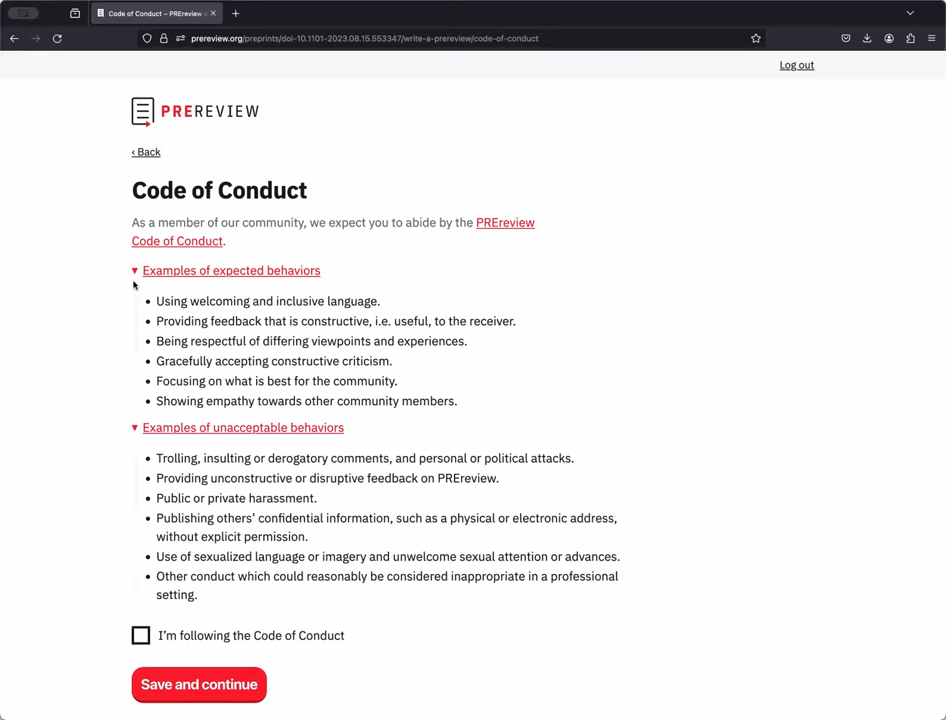 Code of Conduct – PREreview
prereview.org/preprints/doi-10.1101-2023.08.15.553347/write-a-prereview/code-of-conduct
Log out
PREREVIEW
‹ Back
Code of Conduct
As a member of our community, we expect you to abide by the PREreview
Code of Conduct.
Examples of expected behaviors
Using welcoming and inclusive language.
Providing feedback that is constructive, i.e. useful, to the receiver.
Being respectful of differing viewpoints and experiences.
Gracefully accepting constructive criticism.
Focusing on what is best for the community.
Showing empathy towards other community members.
Examples of unacceptable behaviors
Trolling, insulting or derogatory comments, and personal or political attacks.
Providing unconstructive or disruptive feedback on PREreview.
Public or private harassment.
Publishing others’ confidential information, such as a physical or electronic address,
without explicit permission.
Use of sexualized language or imagery and unwelcome sexual attention or advances.
Other conduct which could reasonably be considered inappropriate in a professional
setting.
I’m following the Code of Conduct
Save and continue